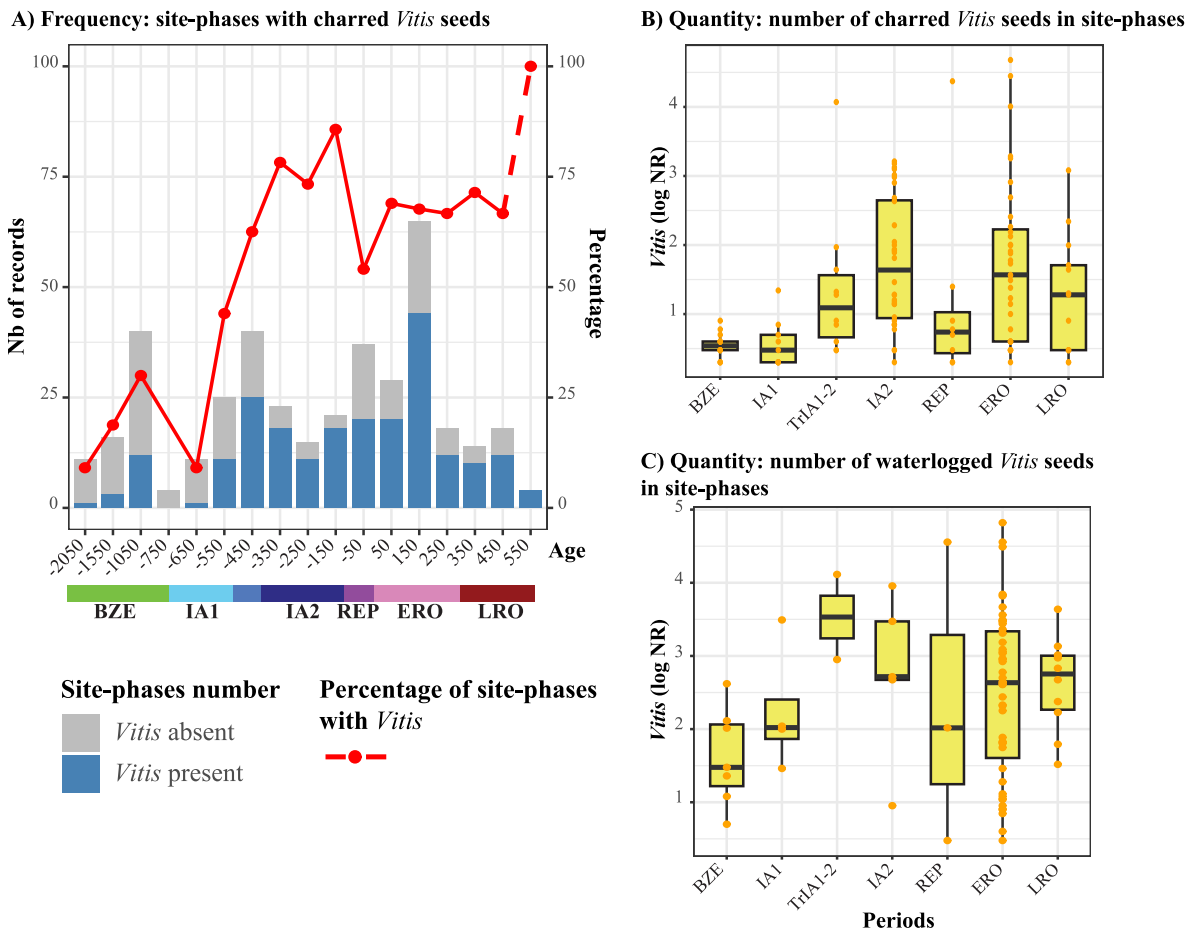 A) Frequency: site-phases with charred Vitis seeds
100
75
50
25
0
Nb of records
100
75
50
25
0
Percentage
-2050
-1550
-1050
-750
-650
-550
-450
-350
-250
-150
-50
50
150
250
350
450
550
Age
BZE
IA1
IA2
REP
ERO
LRO
Site-phases number
Vitis absent
Vitis present
Percentage of site-phases
with Vitis
B) Quantity: number of charred Vitis seeds in site-phases
4
3
2
1
Vitis (log NR)
BZE
IA1
TrIA1-2
IA2
REP
ERO
LRO
C) Quantity: number of waterlogged Vitis seeds
in site-phases
5
4
3
2
1
Vitis (log NR)
BZE
IA1
TrIA1-2
IA2
REP
ERO
LRO
Periods